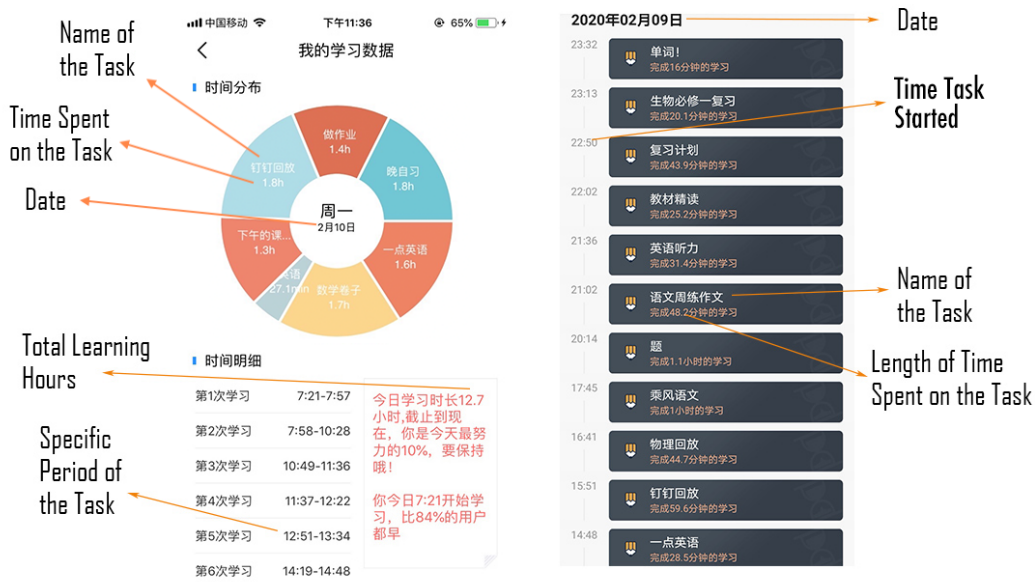 中国移动
下午11:36
65%
我的学习数据
时间分布
做作业
1.4h
晚自习
1.8h
钉钉回放
1.8h
周一
2月10日
下午的课...
1.3h
一点英语
1.6h
英语
27.1min
数学卷子
1.7h
时间明细
第1次学习 7:21-7:57
第2次学习 7:58-10:28
第3次学习 10:49-11:36
第4次学习 11:37-12:22
第5次学习 12:51-13:34
第6次学习 14:19-14:48
今日学习时长12.7
小时,截止到现
在，你是今天最努
力的10%，要保持
哦！
你今日7:21开始学
习，比84%的用户
都早
Name of
the Task
Time Spent
on the Task
Date
Total Learning
Hours
Specific
Period of
the Task
2020年02月09日
23:32
单词！
完成16分钟的学习
23:13
生物必修一复习
完成20.1分钟的学习
22:50
复习计划
完成43.9分钟的学习
22:02
教材精读
完成25.2分钟的学习
21:36
英语听力
完成31.4分钟的学习
21:02
语文周练作文
完成48.2分钟的学习
20:14
题
完成1.1小时的学习
17:45
乘风语文
完成1小时的学习
16:41
物理回放
完成44.7分钟的学习
15:51
钉钉回放
完成59.6分钟的学习
14:48
一点英语
完成28.5分钟的学习
Date
Time Task
Started
Name of
the Task
Length of Time
Spent on the Task